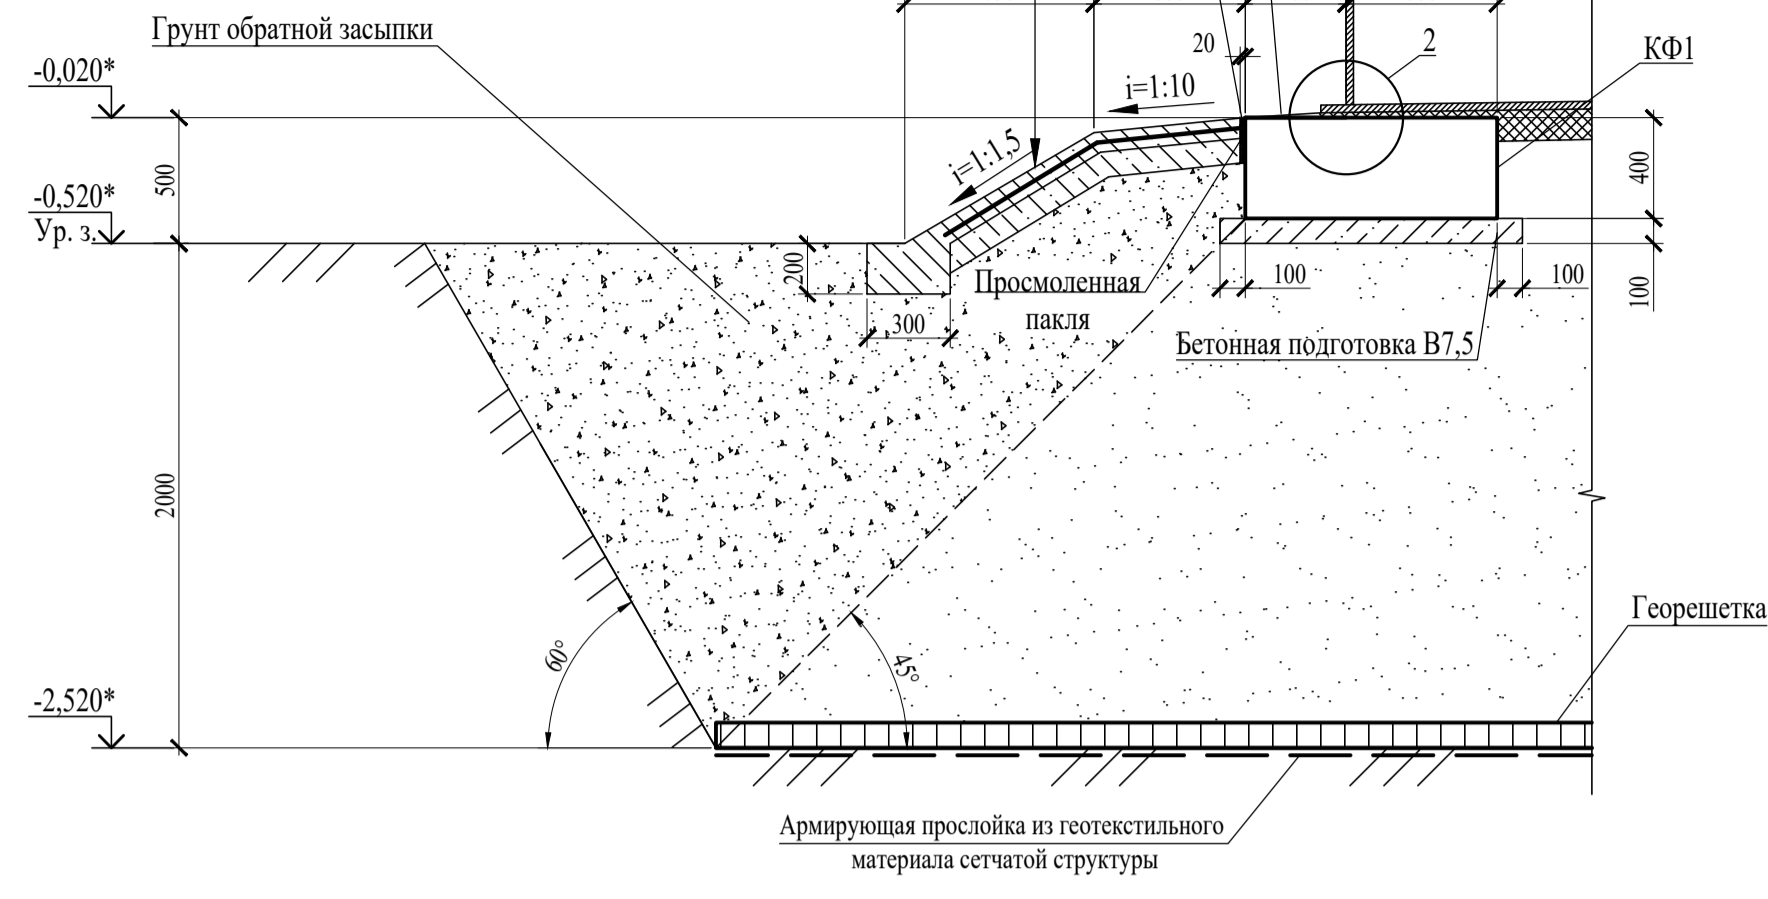 Грунт обратной засыпки
20
2
КФ1
-0,020*
i=1:10
i=1:1,5
500
400
-0,520*
Ур. з.
200
Просмоленная
пакля
100
100
100
300
Бетонная подготовка В7,5
2000
60°
45°
Георешетка
-2,520*
Армирующая прослойка из геотекстильного
материала сетчатой структуры